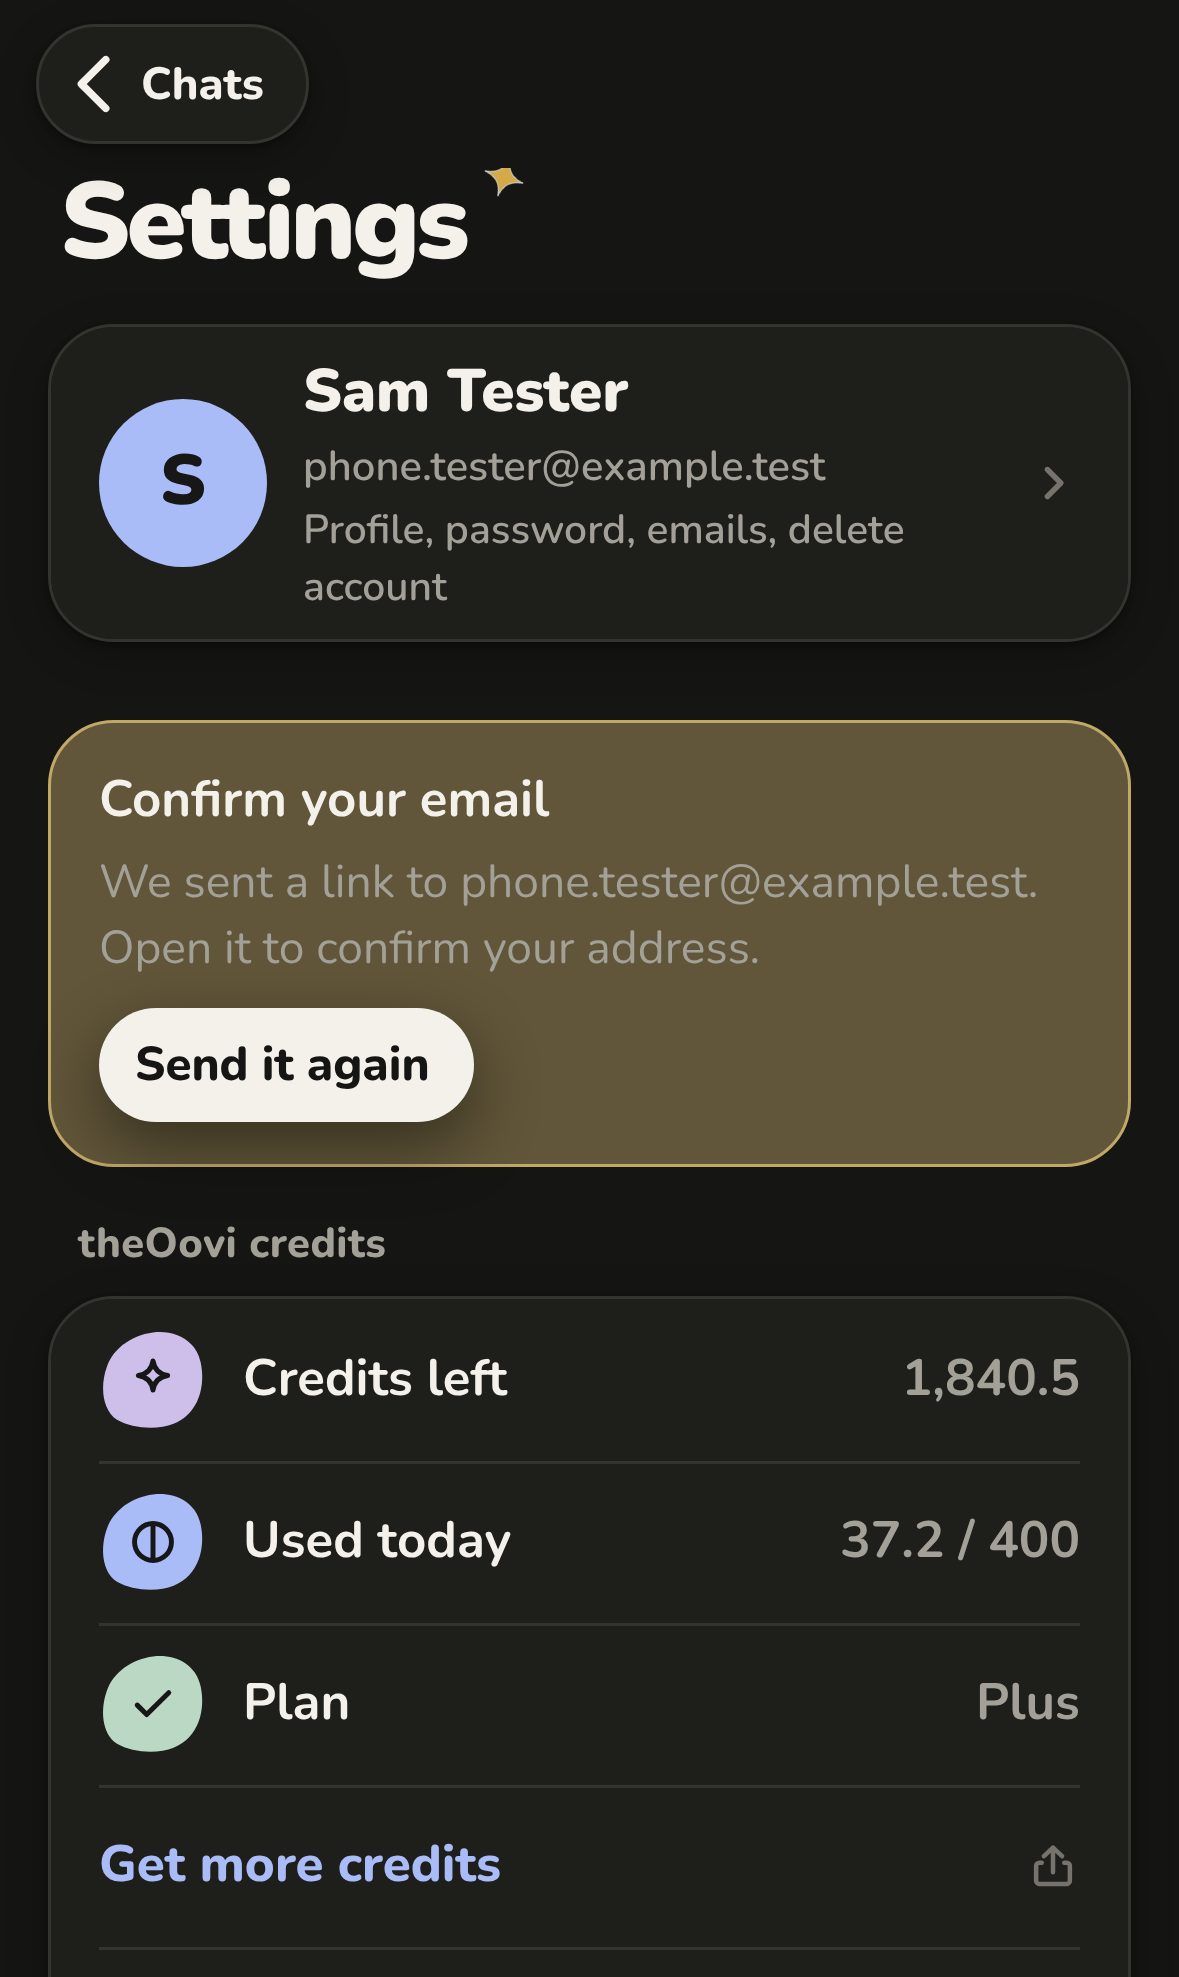 Chats
Settings
S
Sam Tester
phone.tester@example.test
Profile, password, emails, delete
account
Confirm your email
We sent a link to phone.tester@example.test.
Open it to confirm your address.
Send it again
theOovi credits
Credits left 1,840.5
Used today 37.2 / 400
Plan Plus
Get more credits